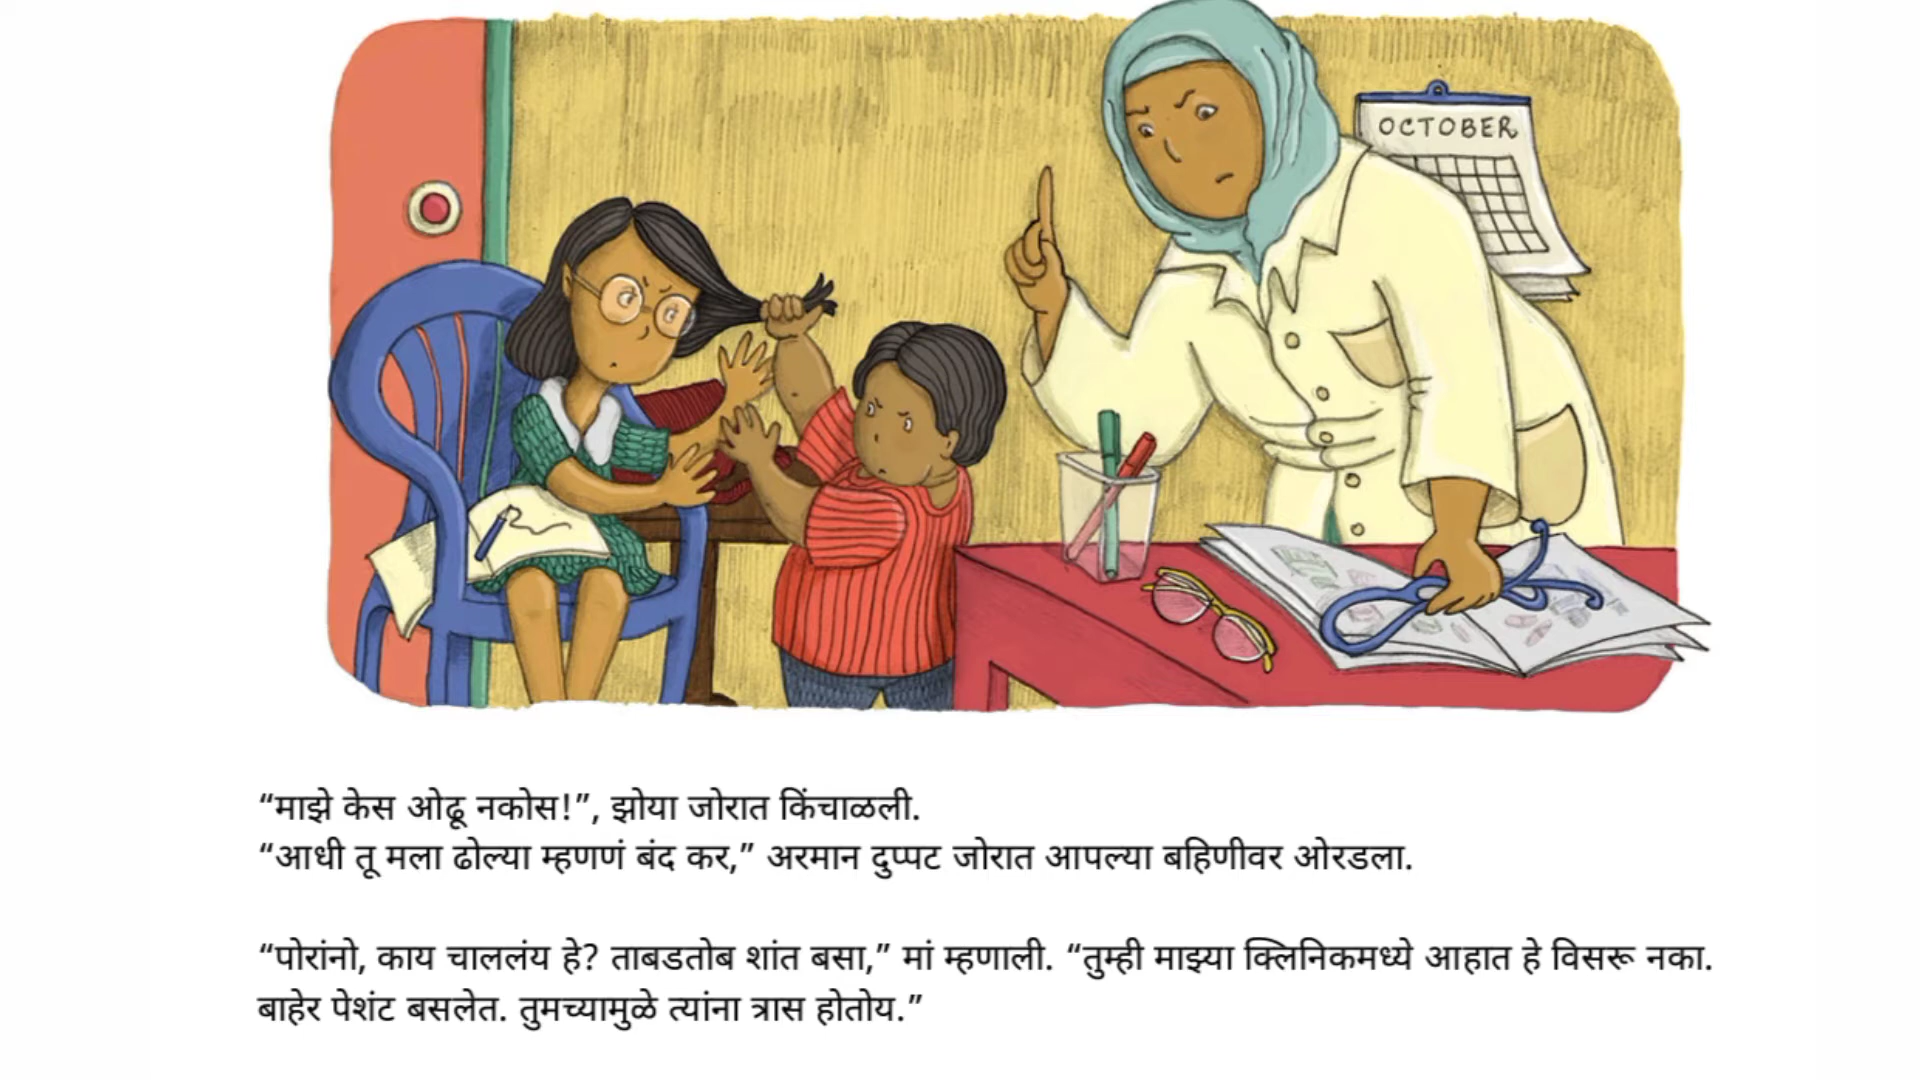 OCTOBER
“माझे केस ओढू नकोस!”, झोया जोरात किंचाळली.
“आधी तू मला ढोल्या म्हणणं बंद कर,” अरमान दुप्पट जोरात आपल्या बहिणीवर ओरडला.
“पोरांनो, काय चाललंय हे? ताबडतोब शांत बसा,” मां म्हणाली. “तुम्ही माझ्या क्लिनिकमध्ये आहात हे विसरू नका.
बाहेर पेशंट बसलेत. तुमच्यामुळे त्यांना त्रास होतोय.”